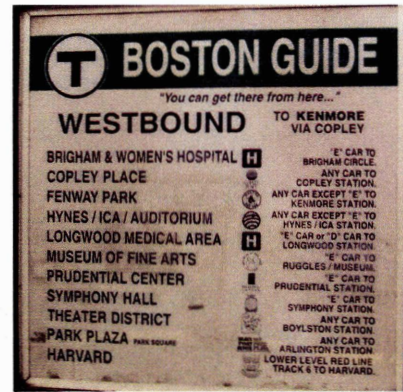 T BOSTON GUIDE
"You can get there from here..."
WESTBOUND
TO KENMORE
VIA COPLEY
BRIGHAM & WOMEN'S HOSPITAL H "E" CAR TO
BRIGHAM CIRCLE.
COPLEY PLACE ANY CAR TO
COPLEY STATION.
FENWAY PARK ANY CAR EXCEPT "E" TO
KENMORE STATION.
HYNES / ICA / AUDITORIUM ANY CAR EXCEPT "E" TO
HYNES / ICA STATION.
LONGWOOD MEDICAL AREA H "E" CAR or "D" CAR TO
LONGWOOD STATION.
MUSEUM OF FINE ARTS "E" CAR TO
RUGGLES / MUSEUM.
PRUDENTIAL CENTER "E" CAR TO
PRUDENTIAL STATION.
SYMPHONY HALL "E" CAR TO
SYMPHONY STATION.
THEATER DISTRICT ANY CAR TO
BOYLSTON STATION.
PARK PLAZA PARK SQUARE ANY CAR TO
ARLINGTON STATION.
HARVARD LOWER LEVEL RED LINE
TRACK 6 TO HARVARD.